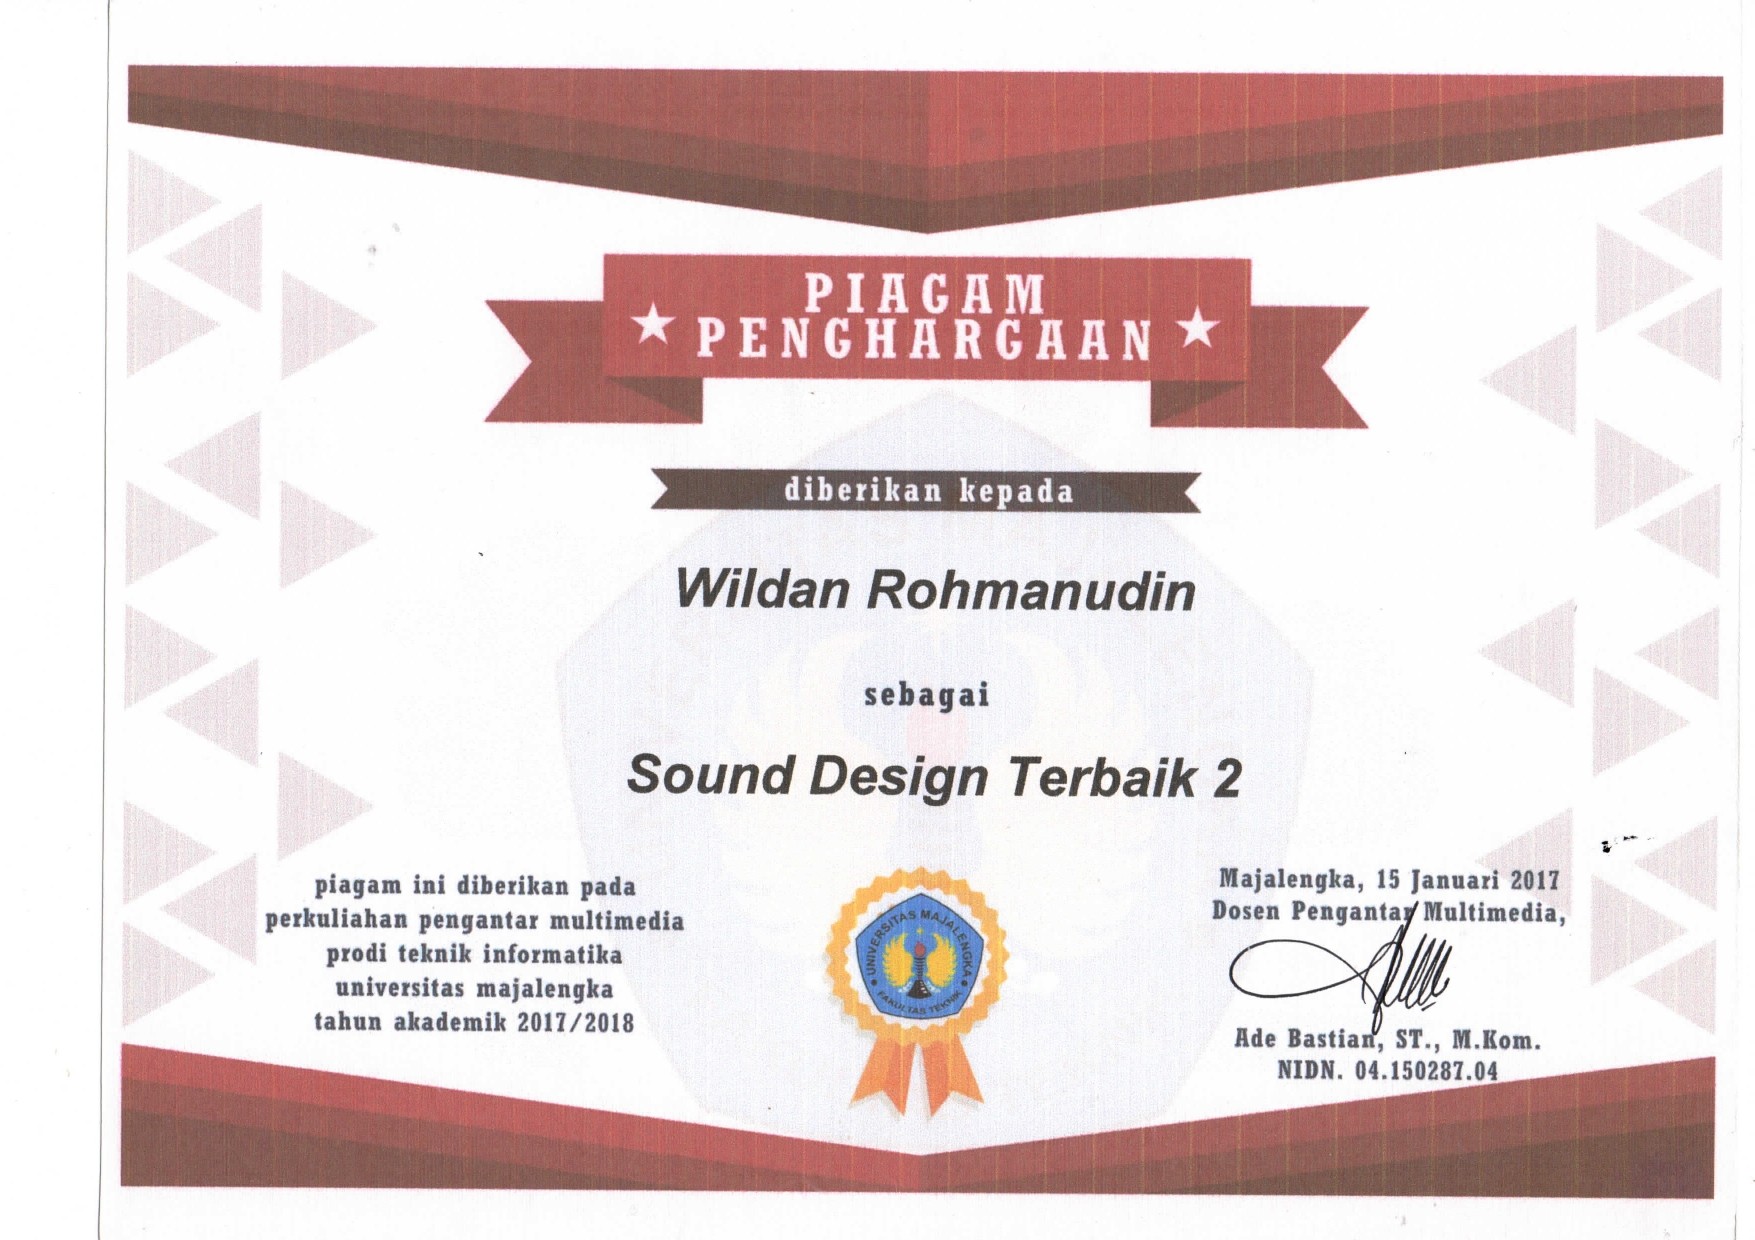 PIAGAM
PENGHARGAAN
diberikan kepada
Wildan Rohmanudin
sebagai
Sound Design Terbaik 2
piagam ini diberikan pada
perkuliahan pengantar multimedia
prodi teknik informatika
universitas majalengka
tahun akademik 2017/2018
UNIVERSITAS MAJALENGKA
FAKULTAS TEKNIK
Majalengka, 15 Januari 2017
Dosen Pengantar Multimedia,
Ade Bastian, ST., M.Kom.
NIDN. 04.150287.04